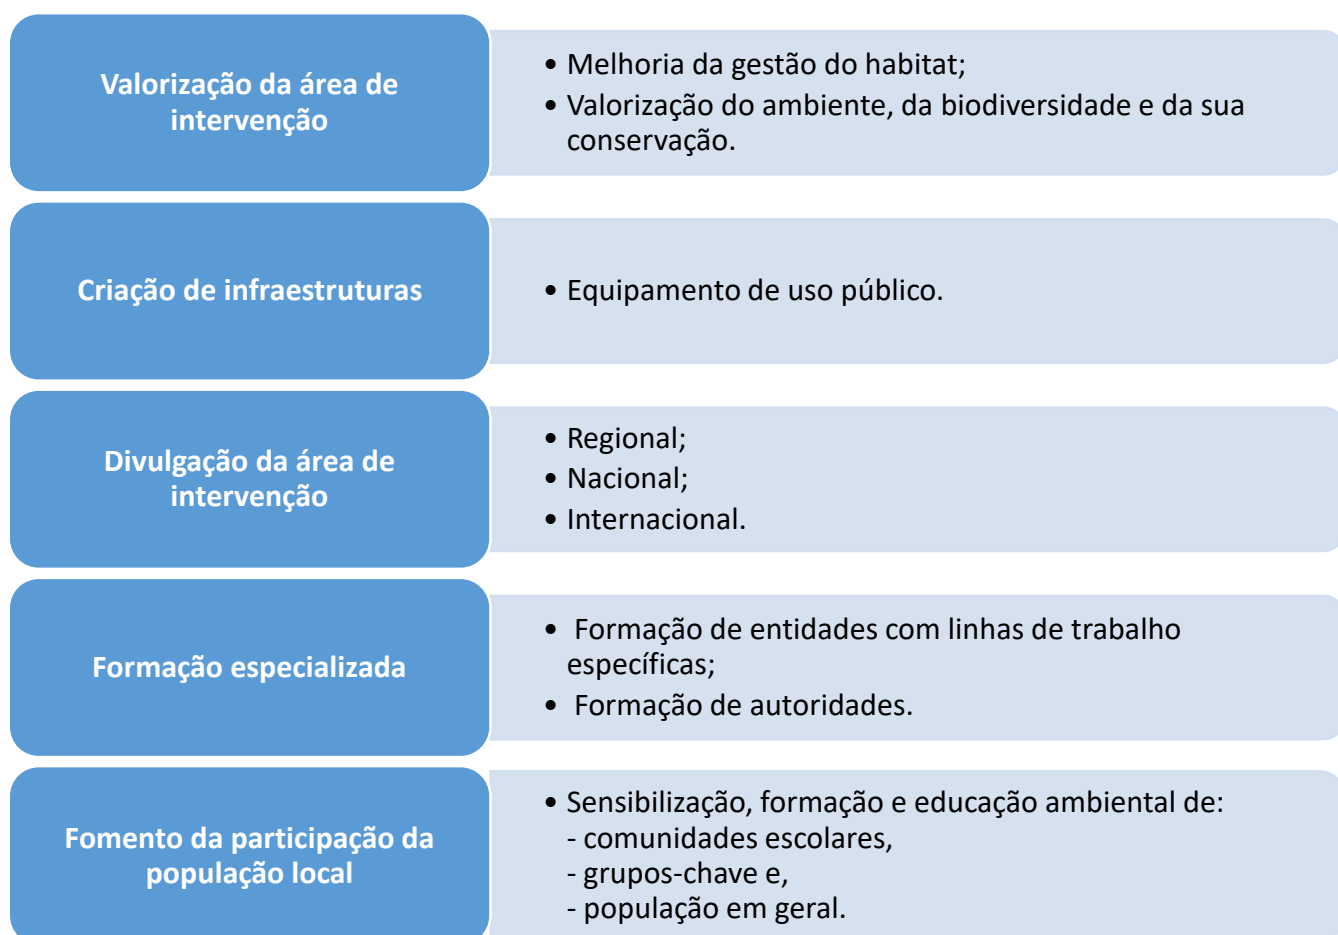 Valorização da área de
intervenção
• Melhoria da gestão do habitat;
• Valorização do ambiente, da biodiversidade e da sua
conservação.
Criação de infraestruturas
• Equipamento de uso público.
Divulgação da área de
intervenção
• Regional;
• Nacional;
• Internacional.
Formação especializada
• Formação de entidades com linhas de trabalho
específicas;
• Formação de autoridades.
Fomento da participação da
população local
• Sensibilização, formação e educação ambiental de:
- comunidades escolares,
- grupos-chave e,
- população em geral.